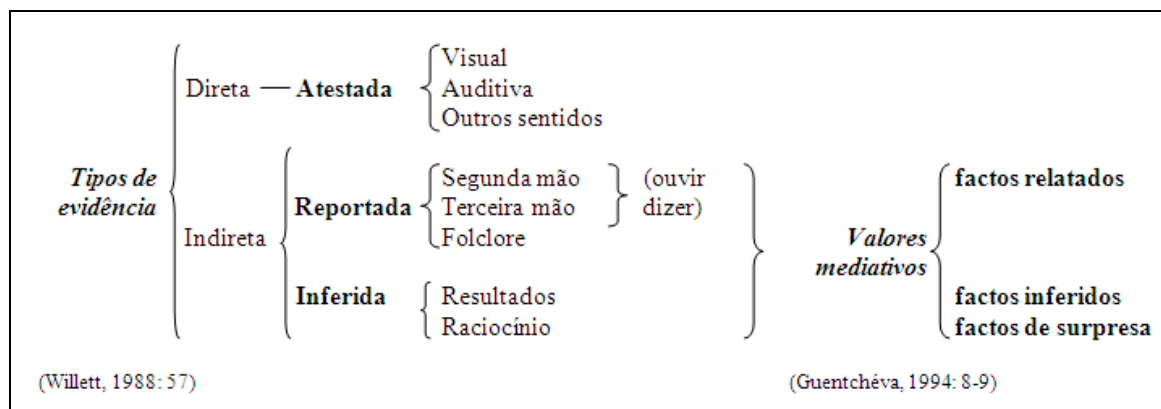 Visual
Direta — Atestada
Auditiva
Outros sentidos
Tipos de
evidência
Segunda mão (ouvir
Reportada
Terceira mão dizer)
Indireta
Folclore
Inferida
Resultados
Raciocínio
factos relatados
Valores
mediativos
factos inferidos
factos de surpresa
(Willett, 1988: 57)
(Guentchéva, 1994: 8-9)